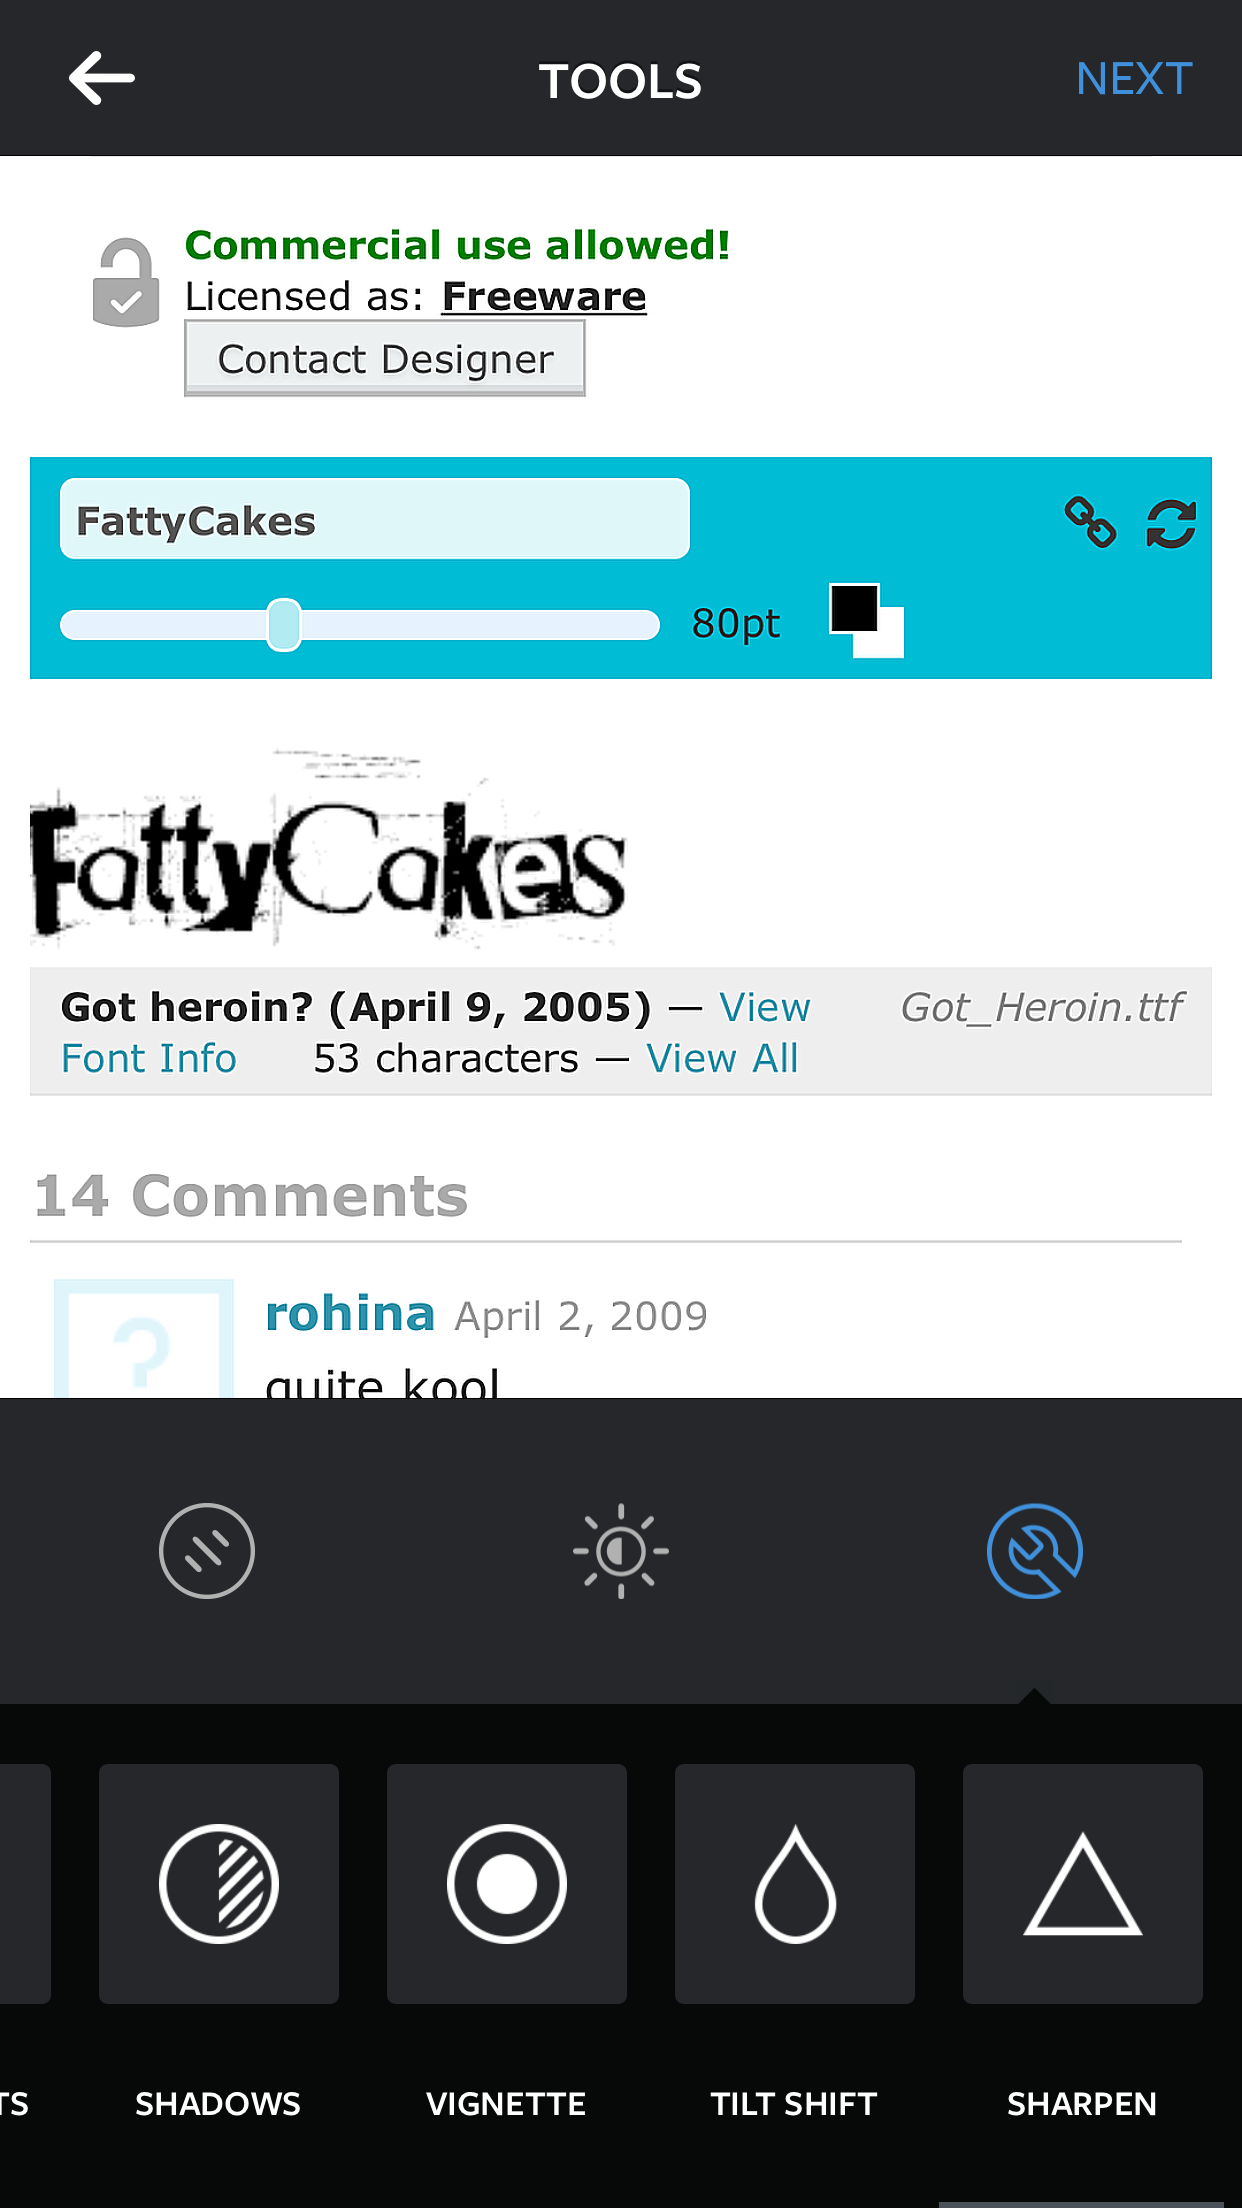 TOOLS
NEXT
Commercial use allowed!
Licensed as: Freeware
Contact Designer
FattyCakes
80pt
FattyCakes
Got heroin? (April 9, 2005) — View
Got_Heroin.ttf
Font Info 53 characters — View All
14 Comments
?
rohina April 2, 2009
quite kool
TS
SHADOWS
VIGNETTE
TILT SHIFT
SHARPEN